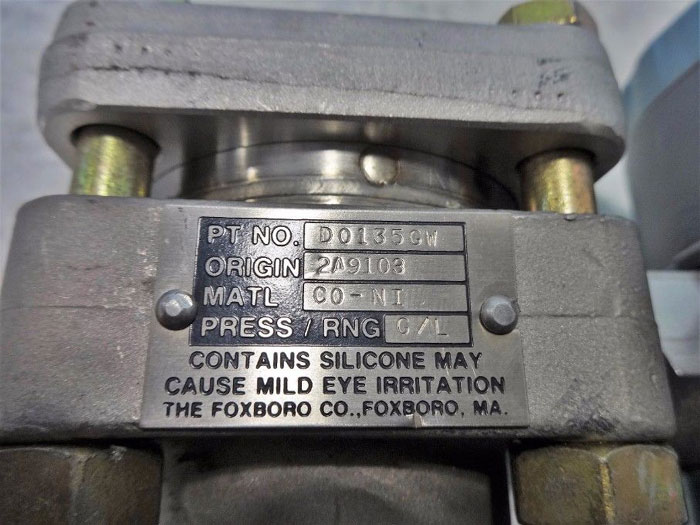 PT NO. D0135GW
ORIGIN 2A9103
MATL CO-NI
PRESS / RNG C/L
CONTAINS SILICONE MAY
CAUSE MILD EYE IRRITATION
THE FOXBORO CO., FOXBORO, MA.